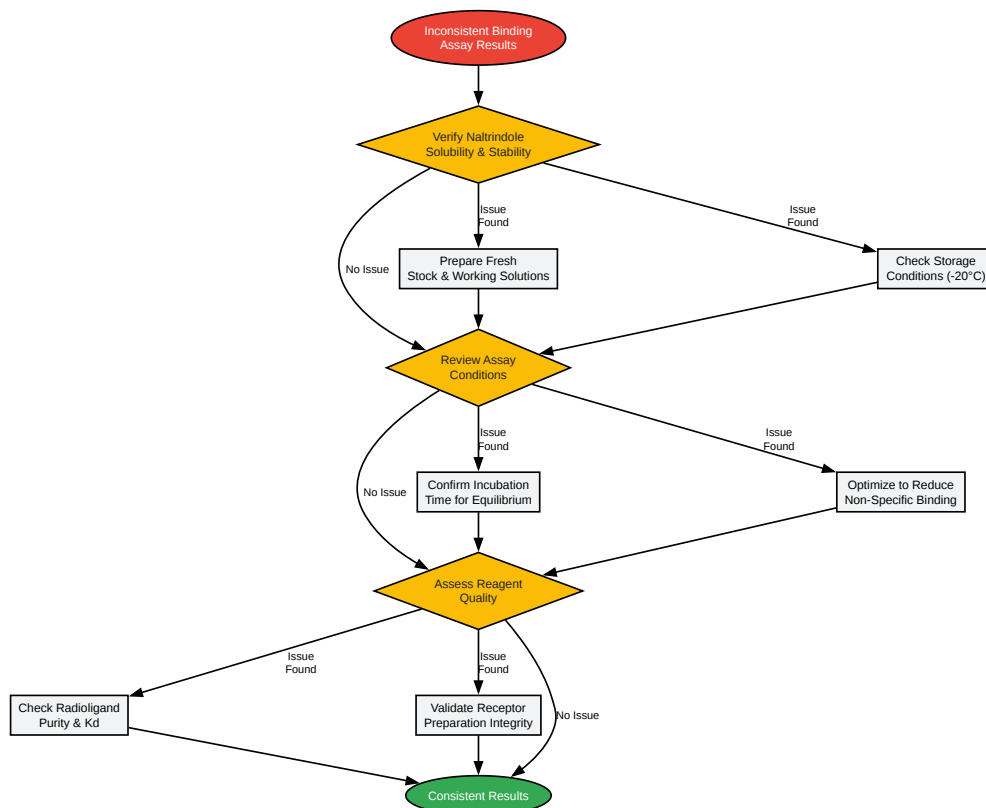 Inconsistent Binding
Assay Results
Verify Naltrindole
Solubility & Stability
Issue
Found
Issue
Found
No Issue
Prepare Fresh
Stock & Working Solutions
Check Storage
Conditions (-20°C)
Review Assay
Conditions
Issue
Found
Issue
Found
No Issue
Confirm Incubation
Time for Equilibrium
Optimize to Reduce
Non-Specific Binding
Assess Reagent
Quality
Issue
Found
Issue
Found
No Issue
Check Radioligand
Purity & Kd
Validate Receptor
Preparation Integrity
Consistent Results